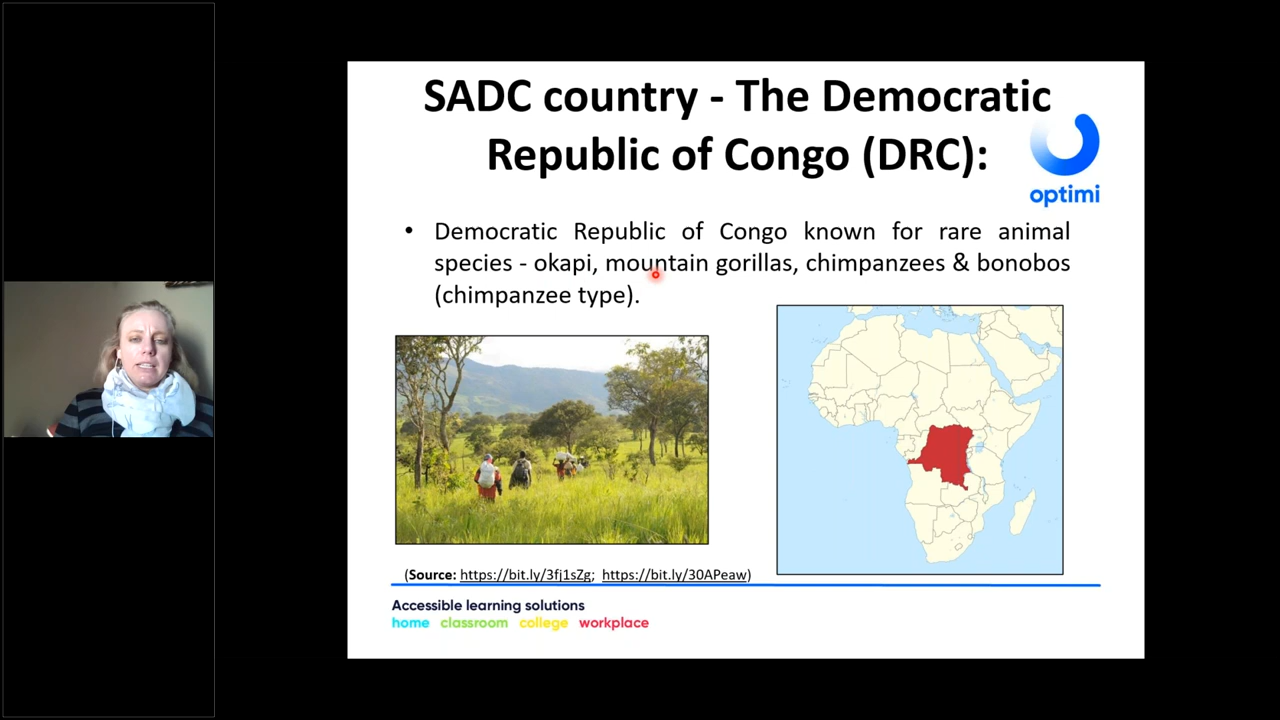 SADC country - The Democratic
Republic of Congo (DRC):
optimi
• Democratic Republic of Congo known for rare animal
species - okapi, mountain gorillas, chimpanzees & bonobos
(chimpanzee type).
(Source: https://bit.ly/3fj1sZg; https://bit.ly/30APeaw)
Accessible learning solutions
home classroom college workplace